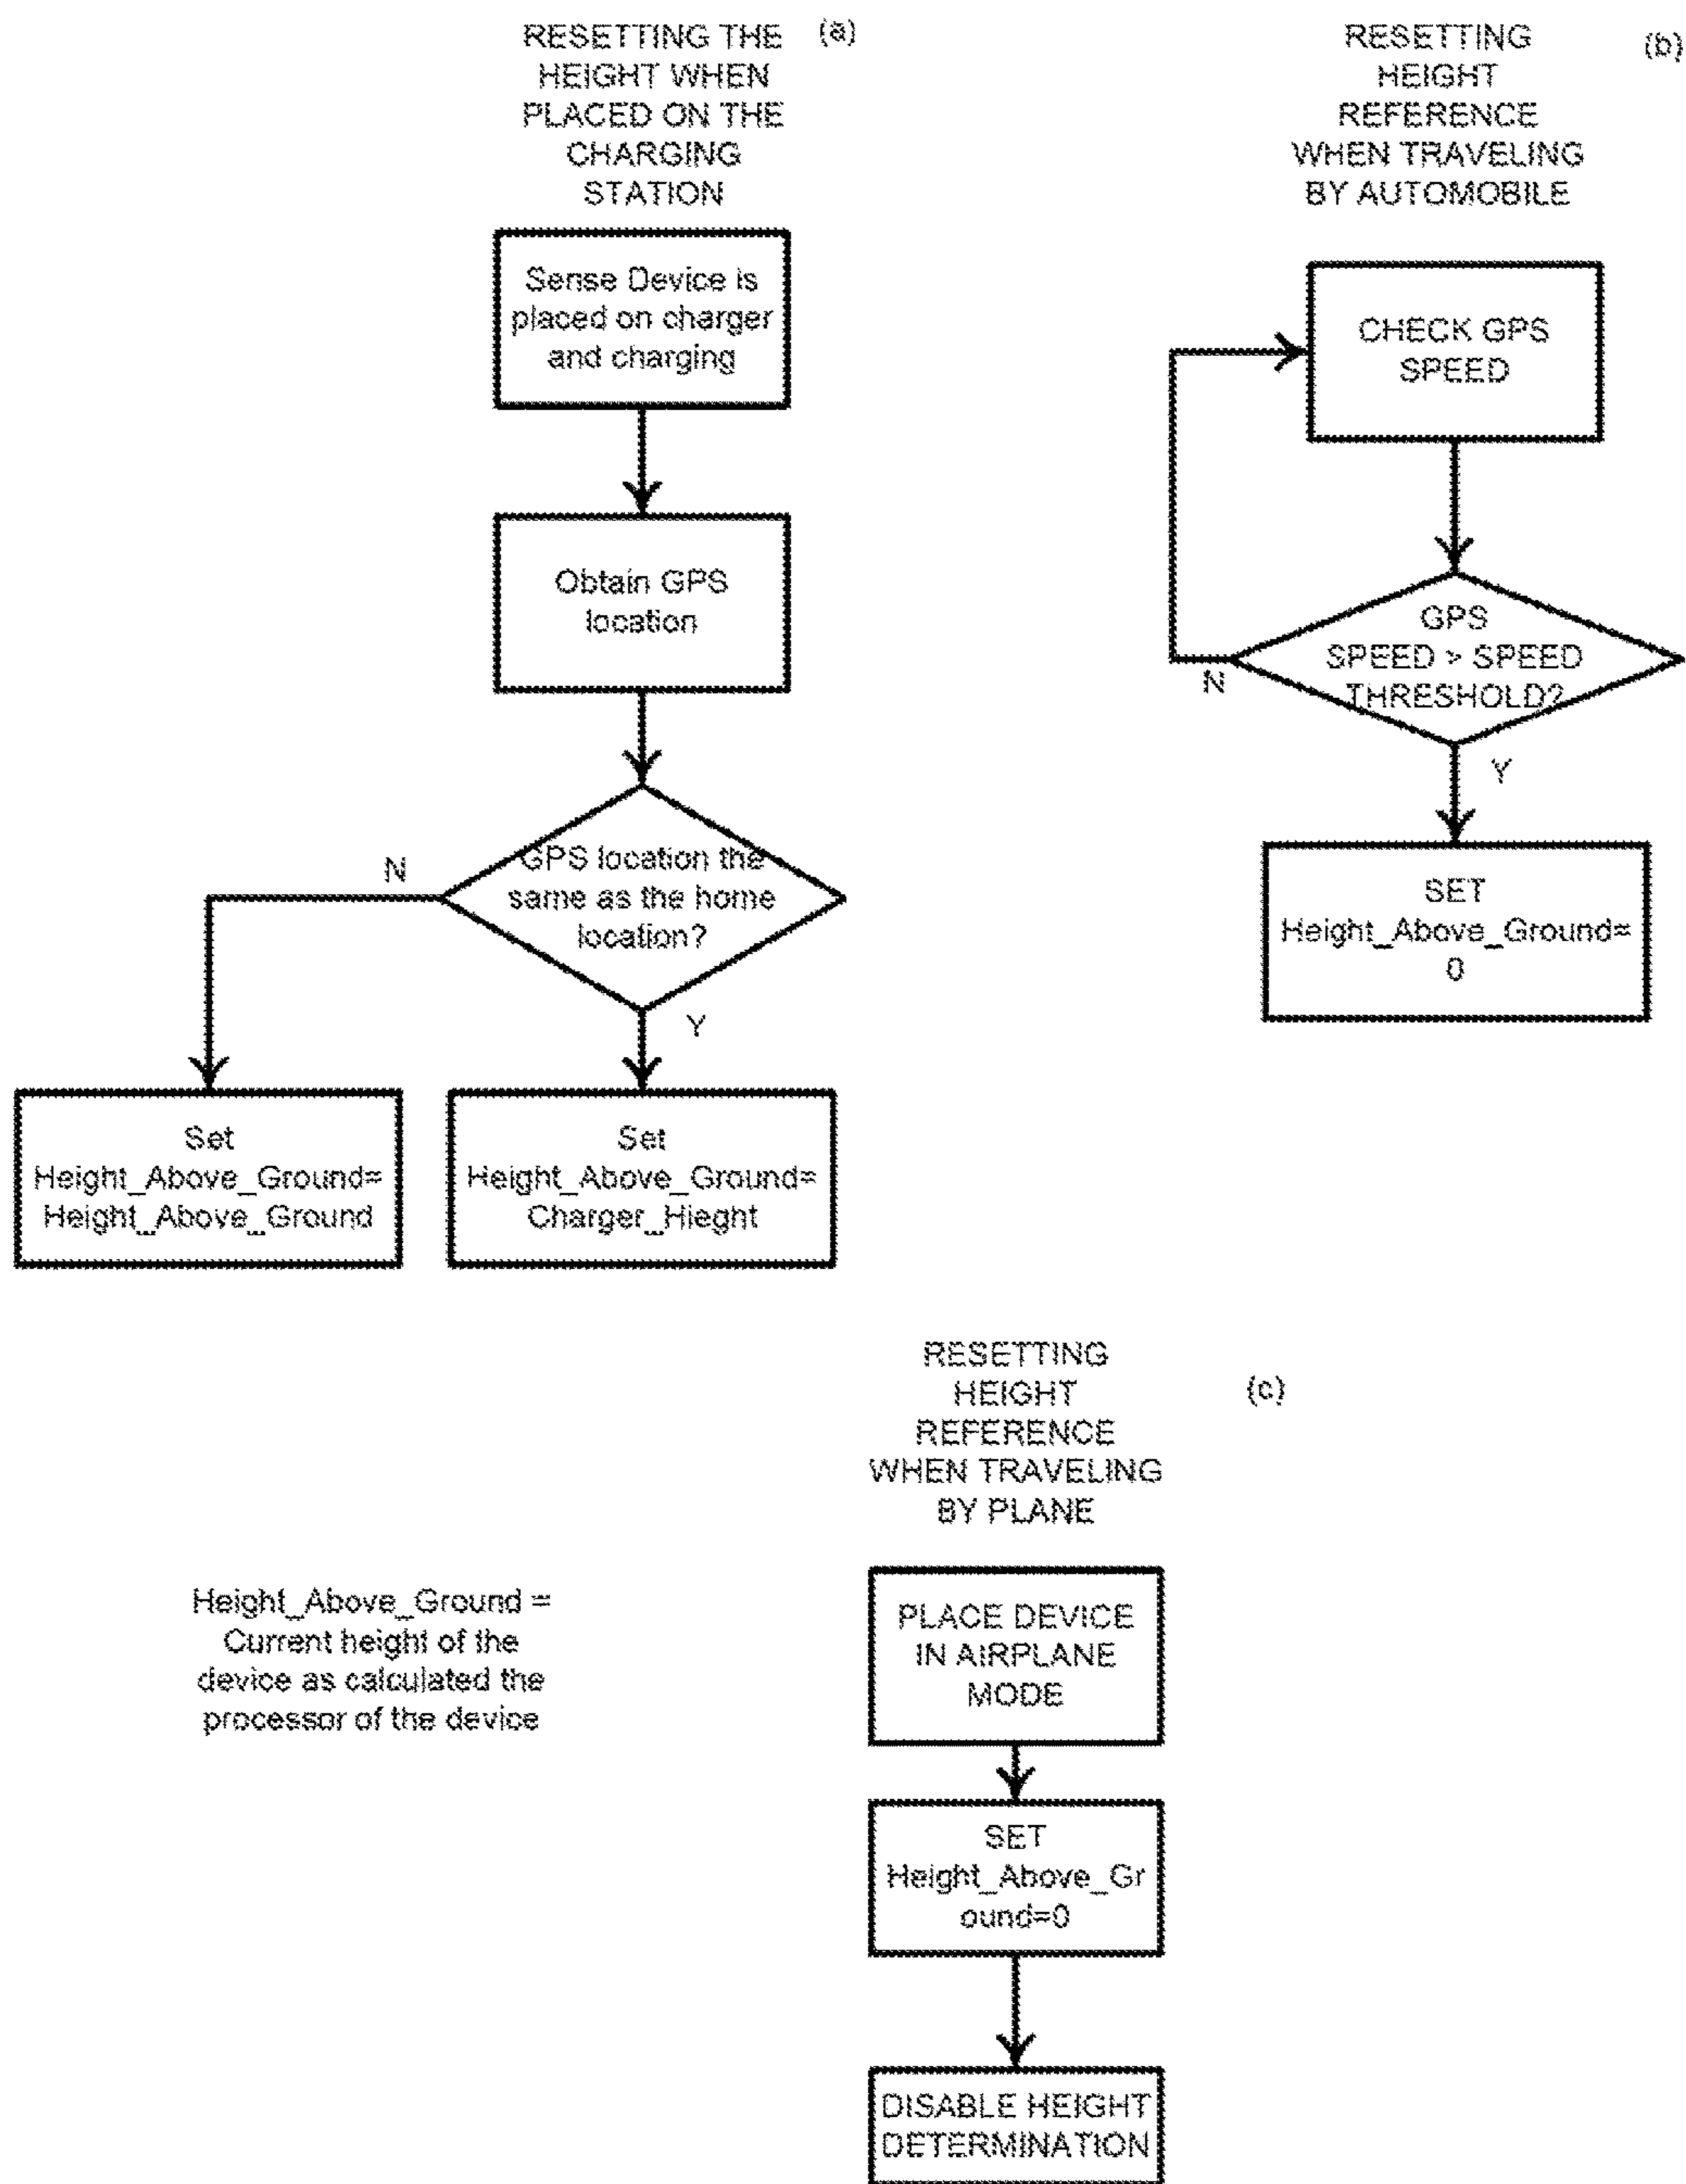 RESETTING THE
HEIGHT WHEN
PLACED ON THE
CHARGING
STATION
(a)
Sense Device is
placed on charger
and charging
Obtain GPS
location
GPS location the
same as the home
location?
N
Y
Set
Height_Above_Ground=
Height_Above_Ground
Set
Height_Above_Ground=
Charger_Hieght
RESETTING
HEIGHT
REFERENCE
WHEN TRAVELING
BY AUTOMOBILE
(b)
CHECK GPS
SPEED
GPS
SPEED > SPEED
THRESHOLD?
N
Y
SET
Height_Above_Ground=
0
RESETTING
HEIGHT
REFERENCE
WHEN TRAVELING
BY PLANE
(c)
Height_Above_Ground =
Current height of the
device as calculated the
processor of the device
PLACE DEVICE
IN AIRPLANE
MODE
SET
Height_Above_Gr
ound=0
DISABLE HEIGHT
DETERMINATION